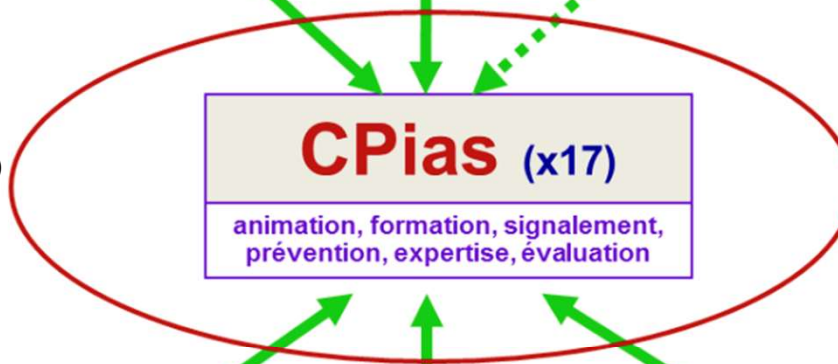 CPias (x17)
animation, formation, signalement,
prévention, expertise, évaluation